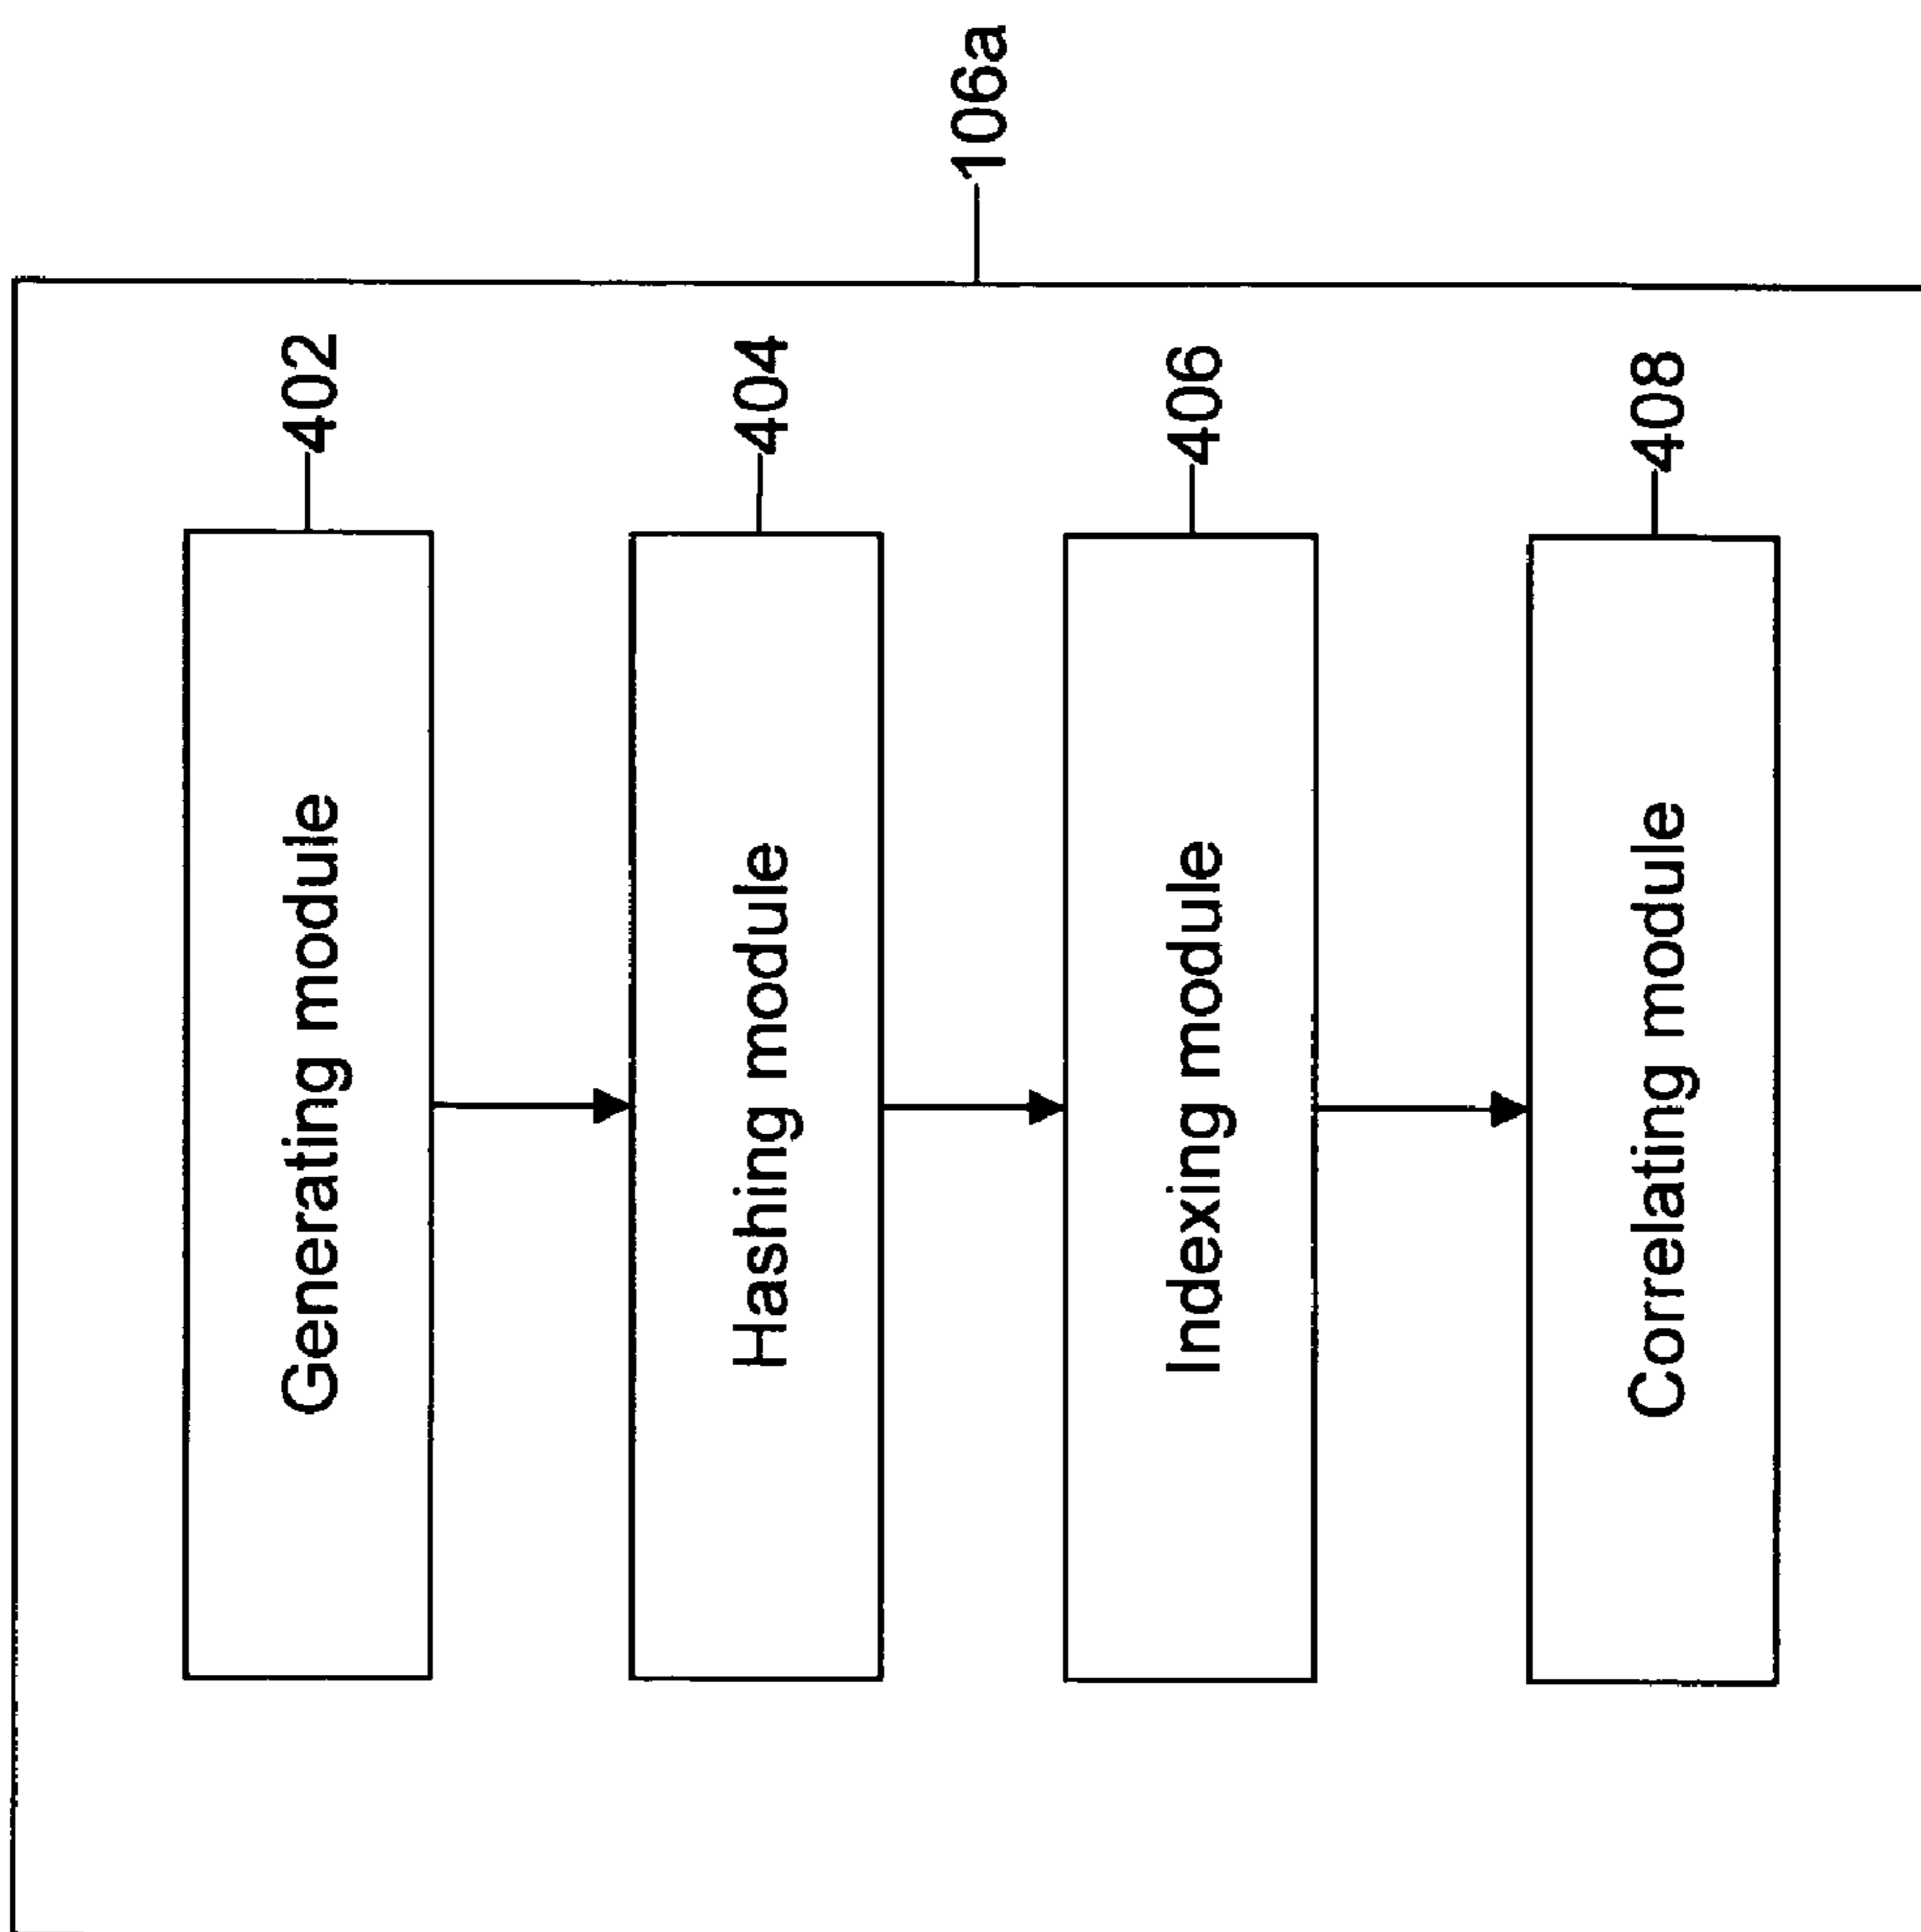 106a
Generating module
402
Hashing module
404
Indexing module
406
Correlating module
408